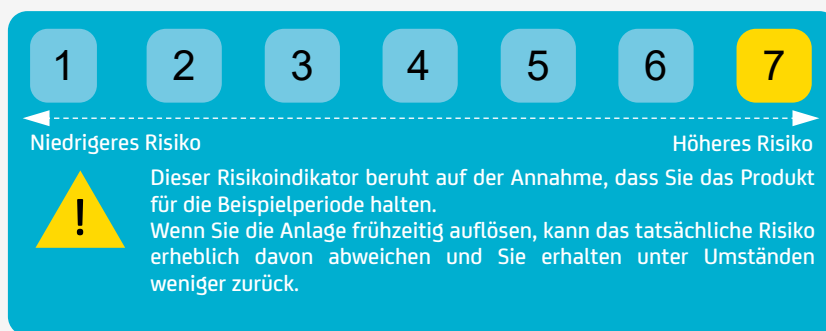 1 2 3 4 5 6 7
Niedrigeres Risiko Höheres Risiko
! Dieser Risikoindikator beruht auf der Annahme, dass Sie das Produkt
für die Beispielperiode halten.
Wenn Sie die Anlage frühzeitig auflösen, kann das tatsächliche Risiko
erheblich davon abweichen und Sie erhalten unter Umständen
weniger zurück.